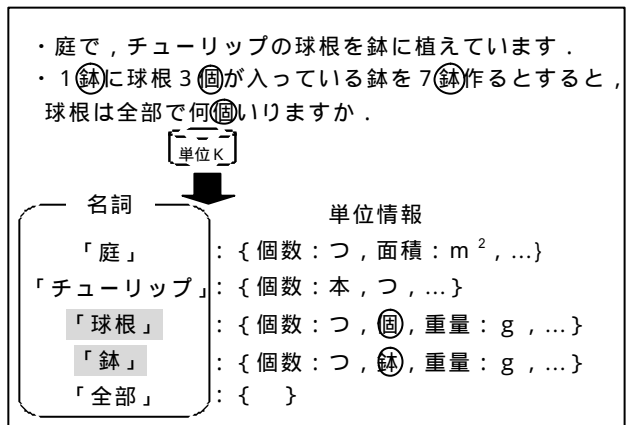 ・庭で，チューリップの球根を鉢に植えています．
・1鉢に球根3個が入っている鉢を7鉢作るとすると，
球根は全部で何個いりますか．
単位K
名詞
単位情報
「庭」：{個数：つ，面積：m²，…}
「チューリップ」：{個数：本，つ，…}
「球根」：{個数：つ，個，重量：g，…}
「鉢」：{個数：つ，鉢，重量：g，…}
「全部」：{ }